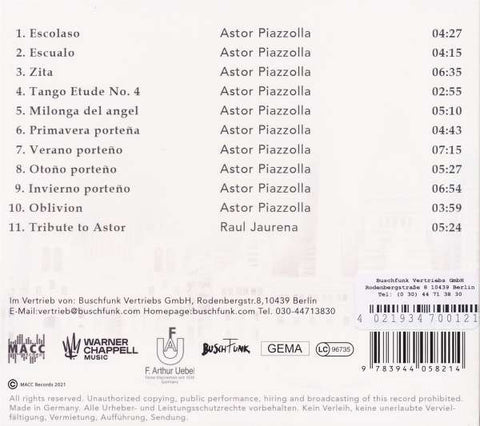 1. Escolaso Astor Piazzolla 04:27
2. Escualo Astor Piazzolla 04:15
3. Zita Astor Piazzolla 06:35
4. Tango Etude No. 4 Astor Piazzolla 02:55
5. Milonga del angel Astor Piazzolla 05:10
6. Primavera porteña Astor Piazzolla 04:43
7. Verano porteño Astor Piazzolla 07:15
8. Otoño porteño Astor Piazzolla 05:27
9. Invierno porteño Astor Piazzolla 06:54
10. Oblivion Astor Piazzolla 03:59
11. Tribute to Astor Raul Jaurena 05:24
Buschfunk Vertriebs GmbH
Rodenbergstraße 8 10439 Berlin
Tel: (0 30) 44 71 38 30
4 021934 700121
Im Vertrieb von: Buschfunk Vertriebs GmbH, Rodenbergstr.8,10439 Berlin
E-Mail:vertrieb@buschfunk.com Homepage:buschfunk.com Tel. 030-44713830
MACC
WARNER
CHAPPELL
MUSIC
FAU
F. Arthur Uebel
BuschFunk
GEMA
LC 96735
9 783944 058214
© MACC Records 2021
All rights reserved. Unauthorized copying, public performance, hiring and broadcasting of this record prohibited.
Made in Germany. Alle Urheber- und Leistungsschutzrechte vorbehalten. Kein Verleih, keine unerlaubte Vervielfältigung, Vermietung, Aufführung, Sendung.